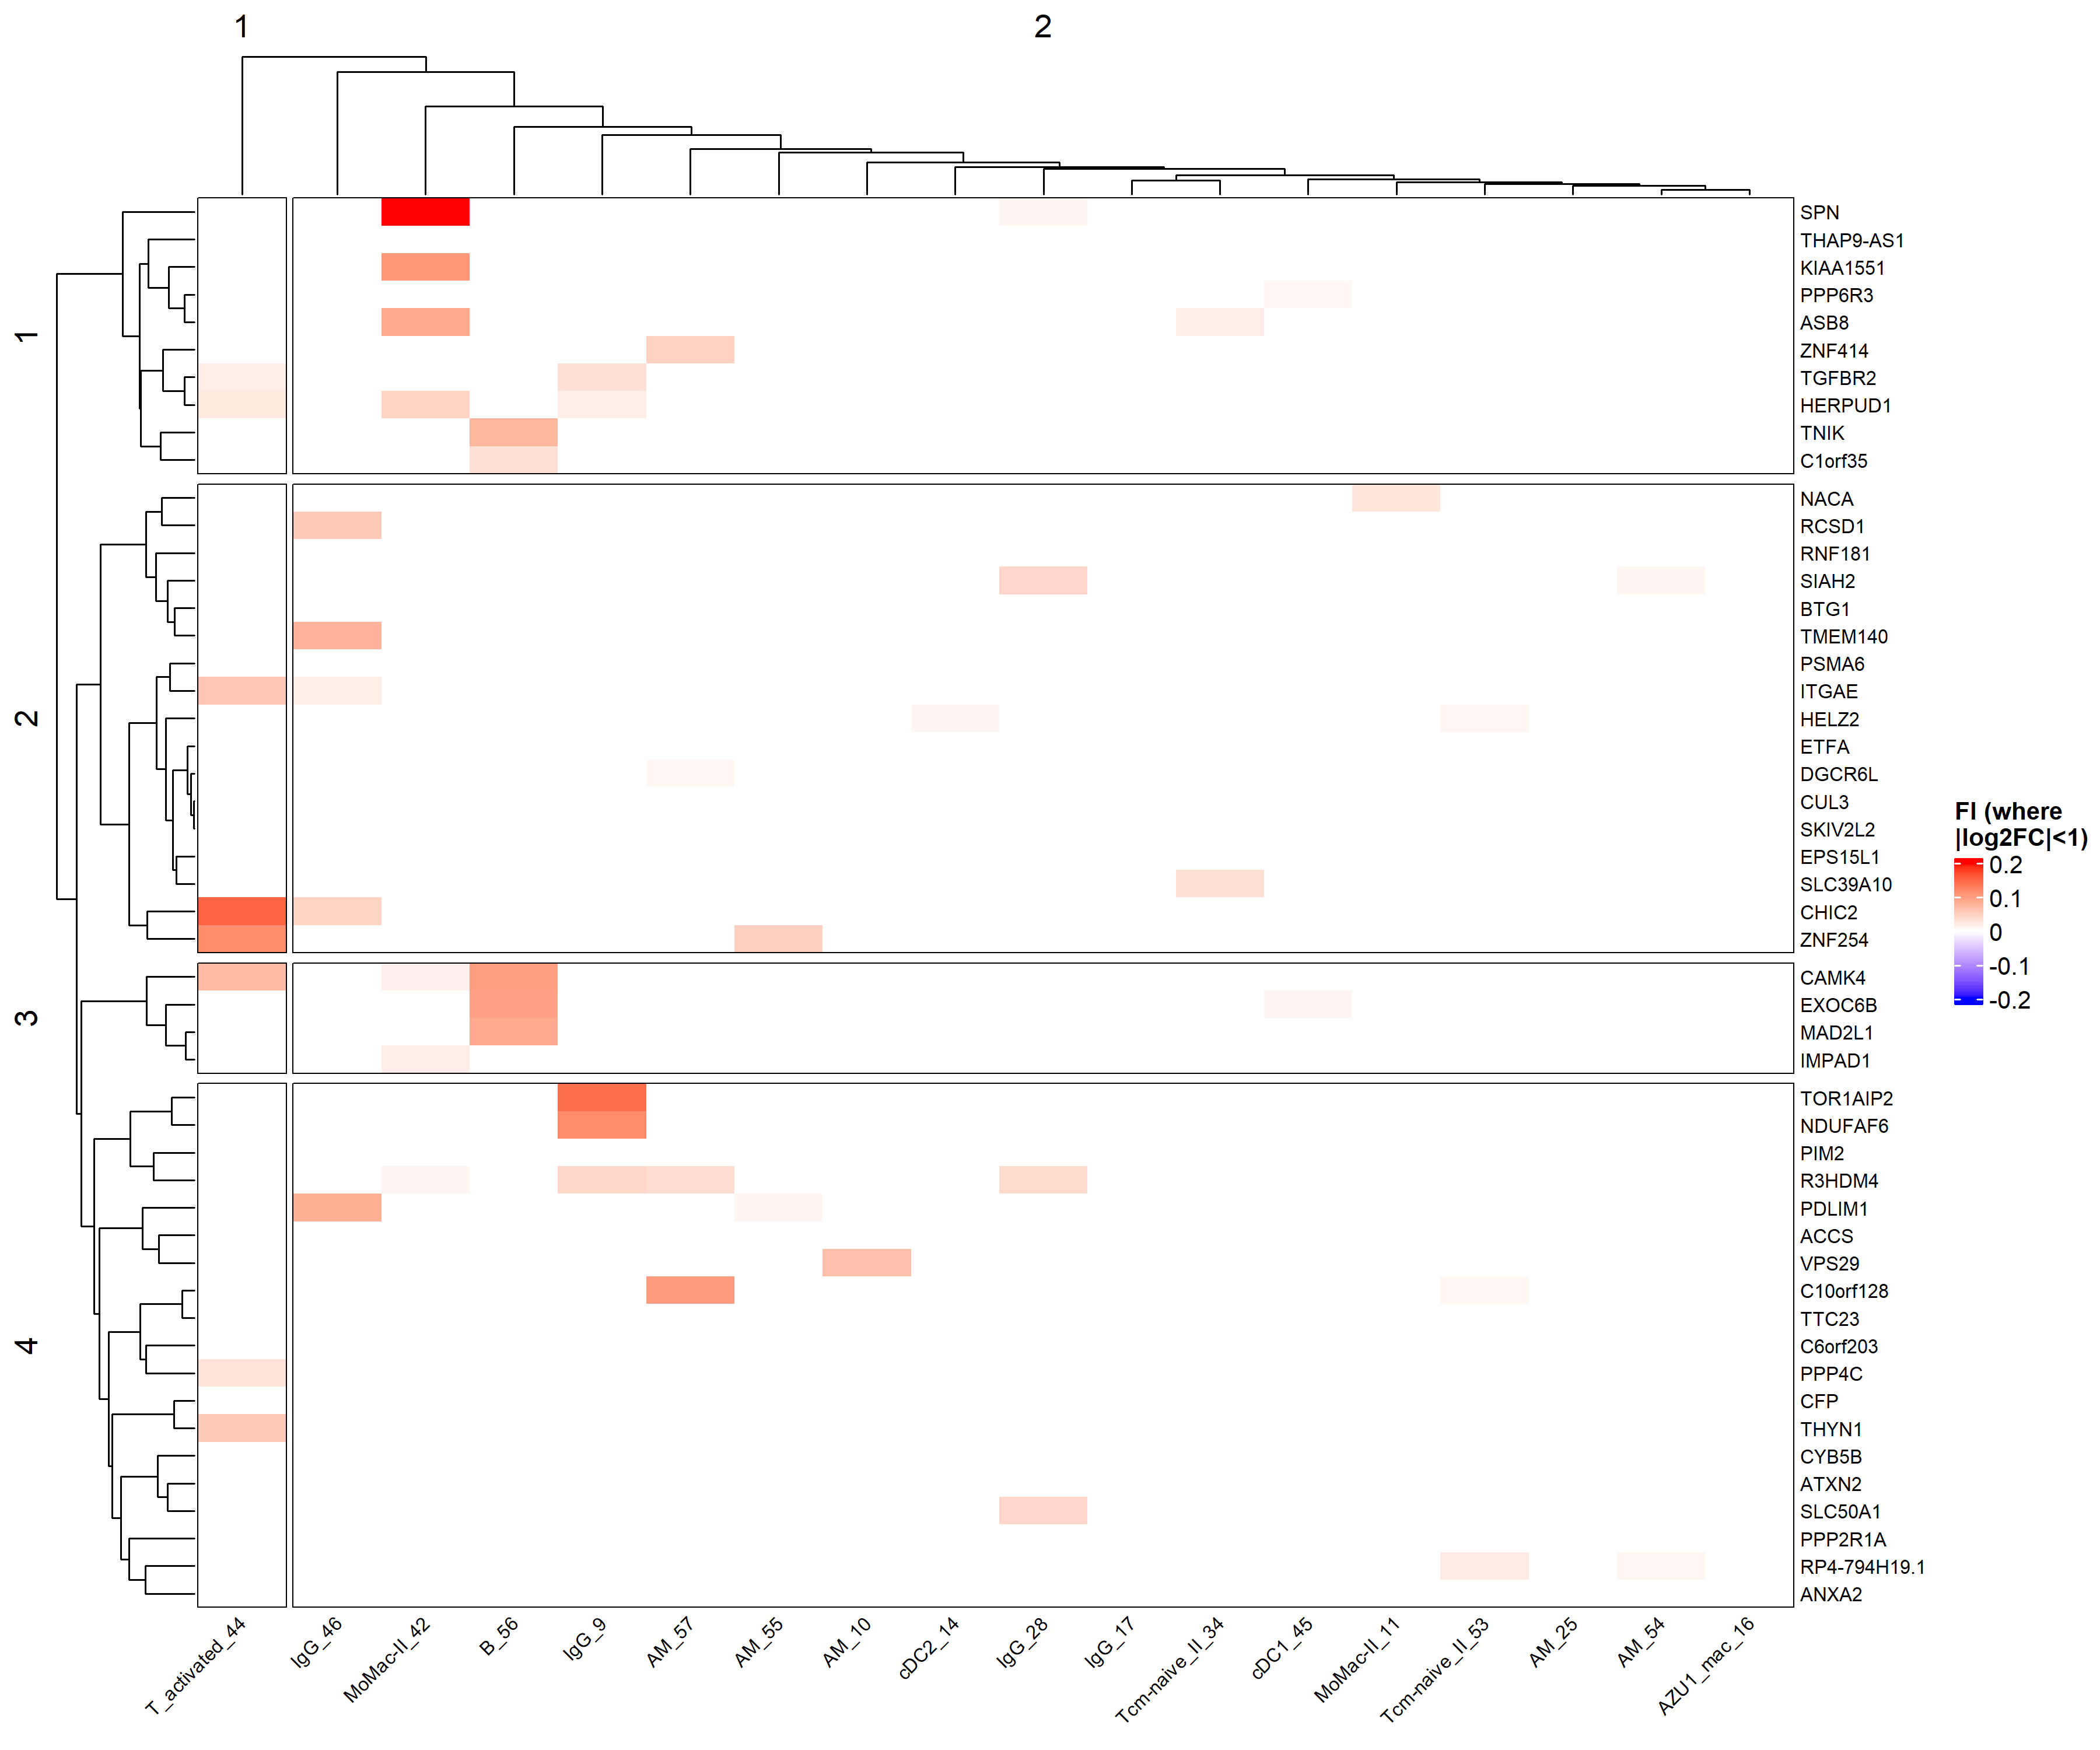 1
2
SPN
THAP9-AS1
KIAA1551
PPP6R3
ASB8
ZNF414
TGFBR2
HERPUD1
TNIK
C1orf35
1
NACA
RCSD1
RNF181
SIAH2
BTG1
TMEM140
PSMA6
ITGAE
HELZ2
ETFA
DGCR6L
CUL3
SKIV2L2
EPS15L1
SLC39A10
CHIC2
ZNF254
2
CAMK4
EXOC6B
MAD2L1
IMPAD1
3
TOR1AIP2
NDUFAF6
PIM2
R3HDM4
PDLIM1
ACCS
VPS29
C10orf128
TTC23
C6orf203
PPP4C
CFP
THYN1
CYB5B
ATXN2
SLC50A1
PPP2R1A
RP4-794H19.1
ANXA2
4
T_activated_44
IgG_46
MoMac-II_42
B_56
IgG_9
AM_57
AM_55
AM_10
cDC2_14
IgG_28
IgG_17
Tcm-naive_II_34
cDC1_45
MoMac-II_11
Tcm-naive_II_53
AM_25
AM_54
AZU1_mac_16
FI (where
|log2FC|<1)
0.2
0.1
0
-0.1
-0.2